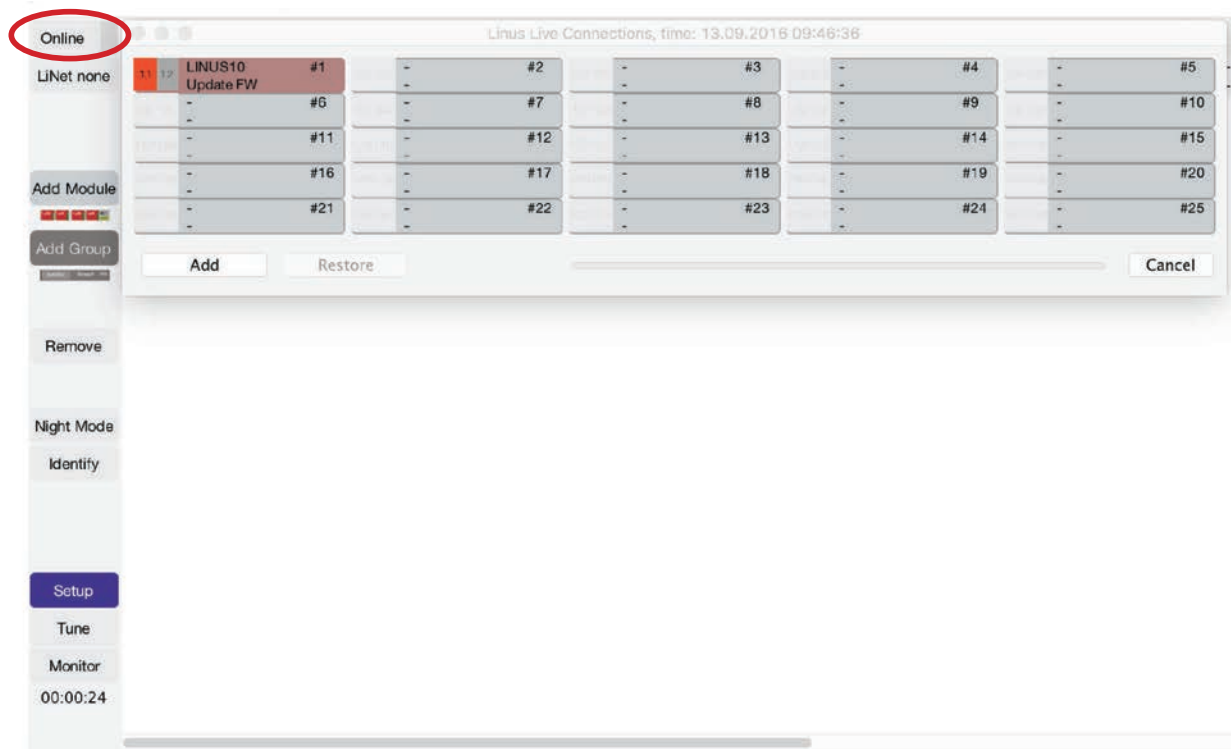 Online
Linus Live Connections, time: 13.09.2016 09:46:36
LiNet none
11 12 LINUS10 #1 - #2 - #3 - #4 - #5
Update FW - - - -
- #6 - #7 - #8 - #9 - #10
- - - - -
- #11 - #12 - #13 - #14 - #15
- - - - -
- #16 - #17 - #18 - #19 - #20
- - - - -
- #21 - #22 - #23 - #24 - #25
- - - - -
Add Restore Cancel
Add Module
Add Group
Remove
Night Mode
Identify
Setup
Tune
Monitor
00:00:24